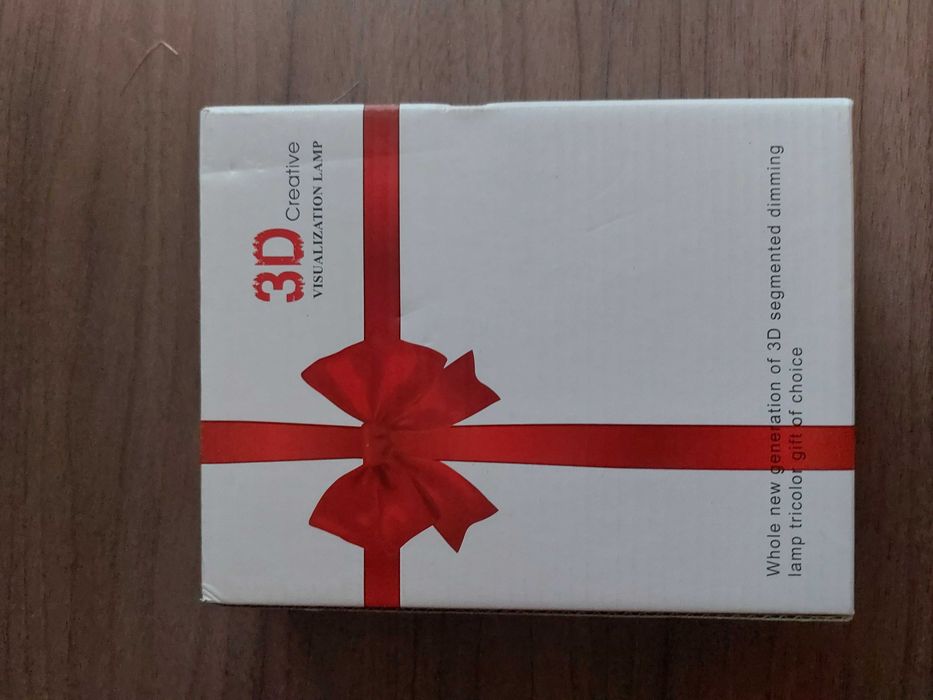 3D Creative
VISUALIZATION LAMP
Whole new generation of 3D segmented dimming
lamp tricolor gift of choice